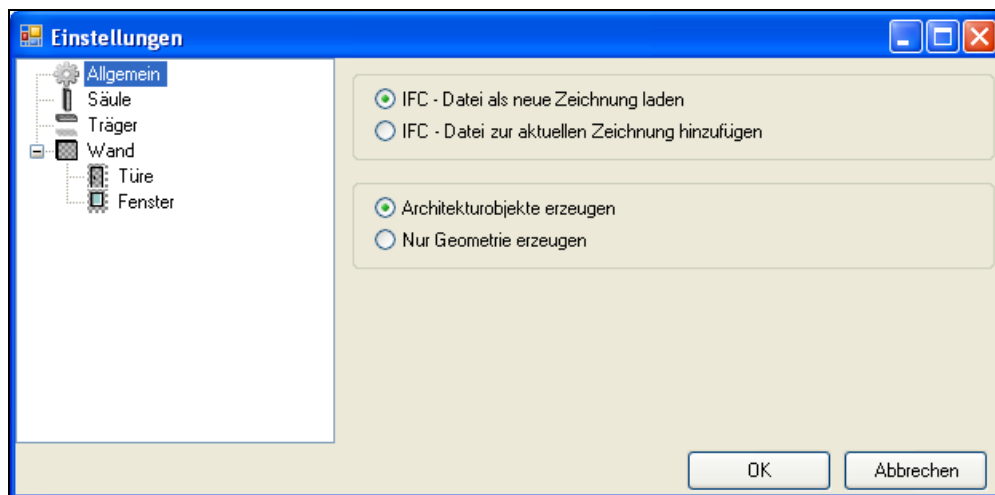 Einstellungen
Allgemein
Säule
Träger
Wand
Türe
Fenster
IFC - Datei als neue Zeichnung laden
IFC - Datei zur aktuellen Zeichnung hinzufügen
Architekturobjekte erzeugen
Nur Geometrie erzeugen
OK
Abbrechen